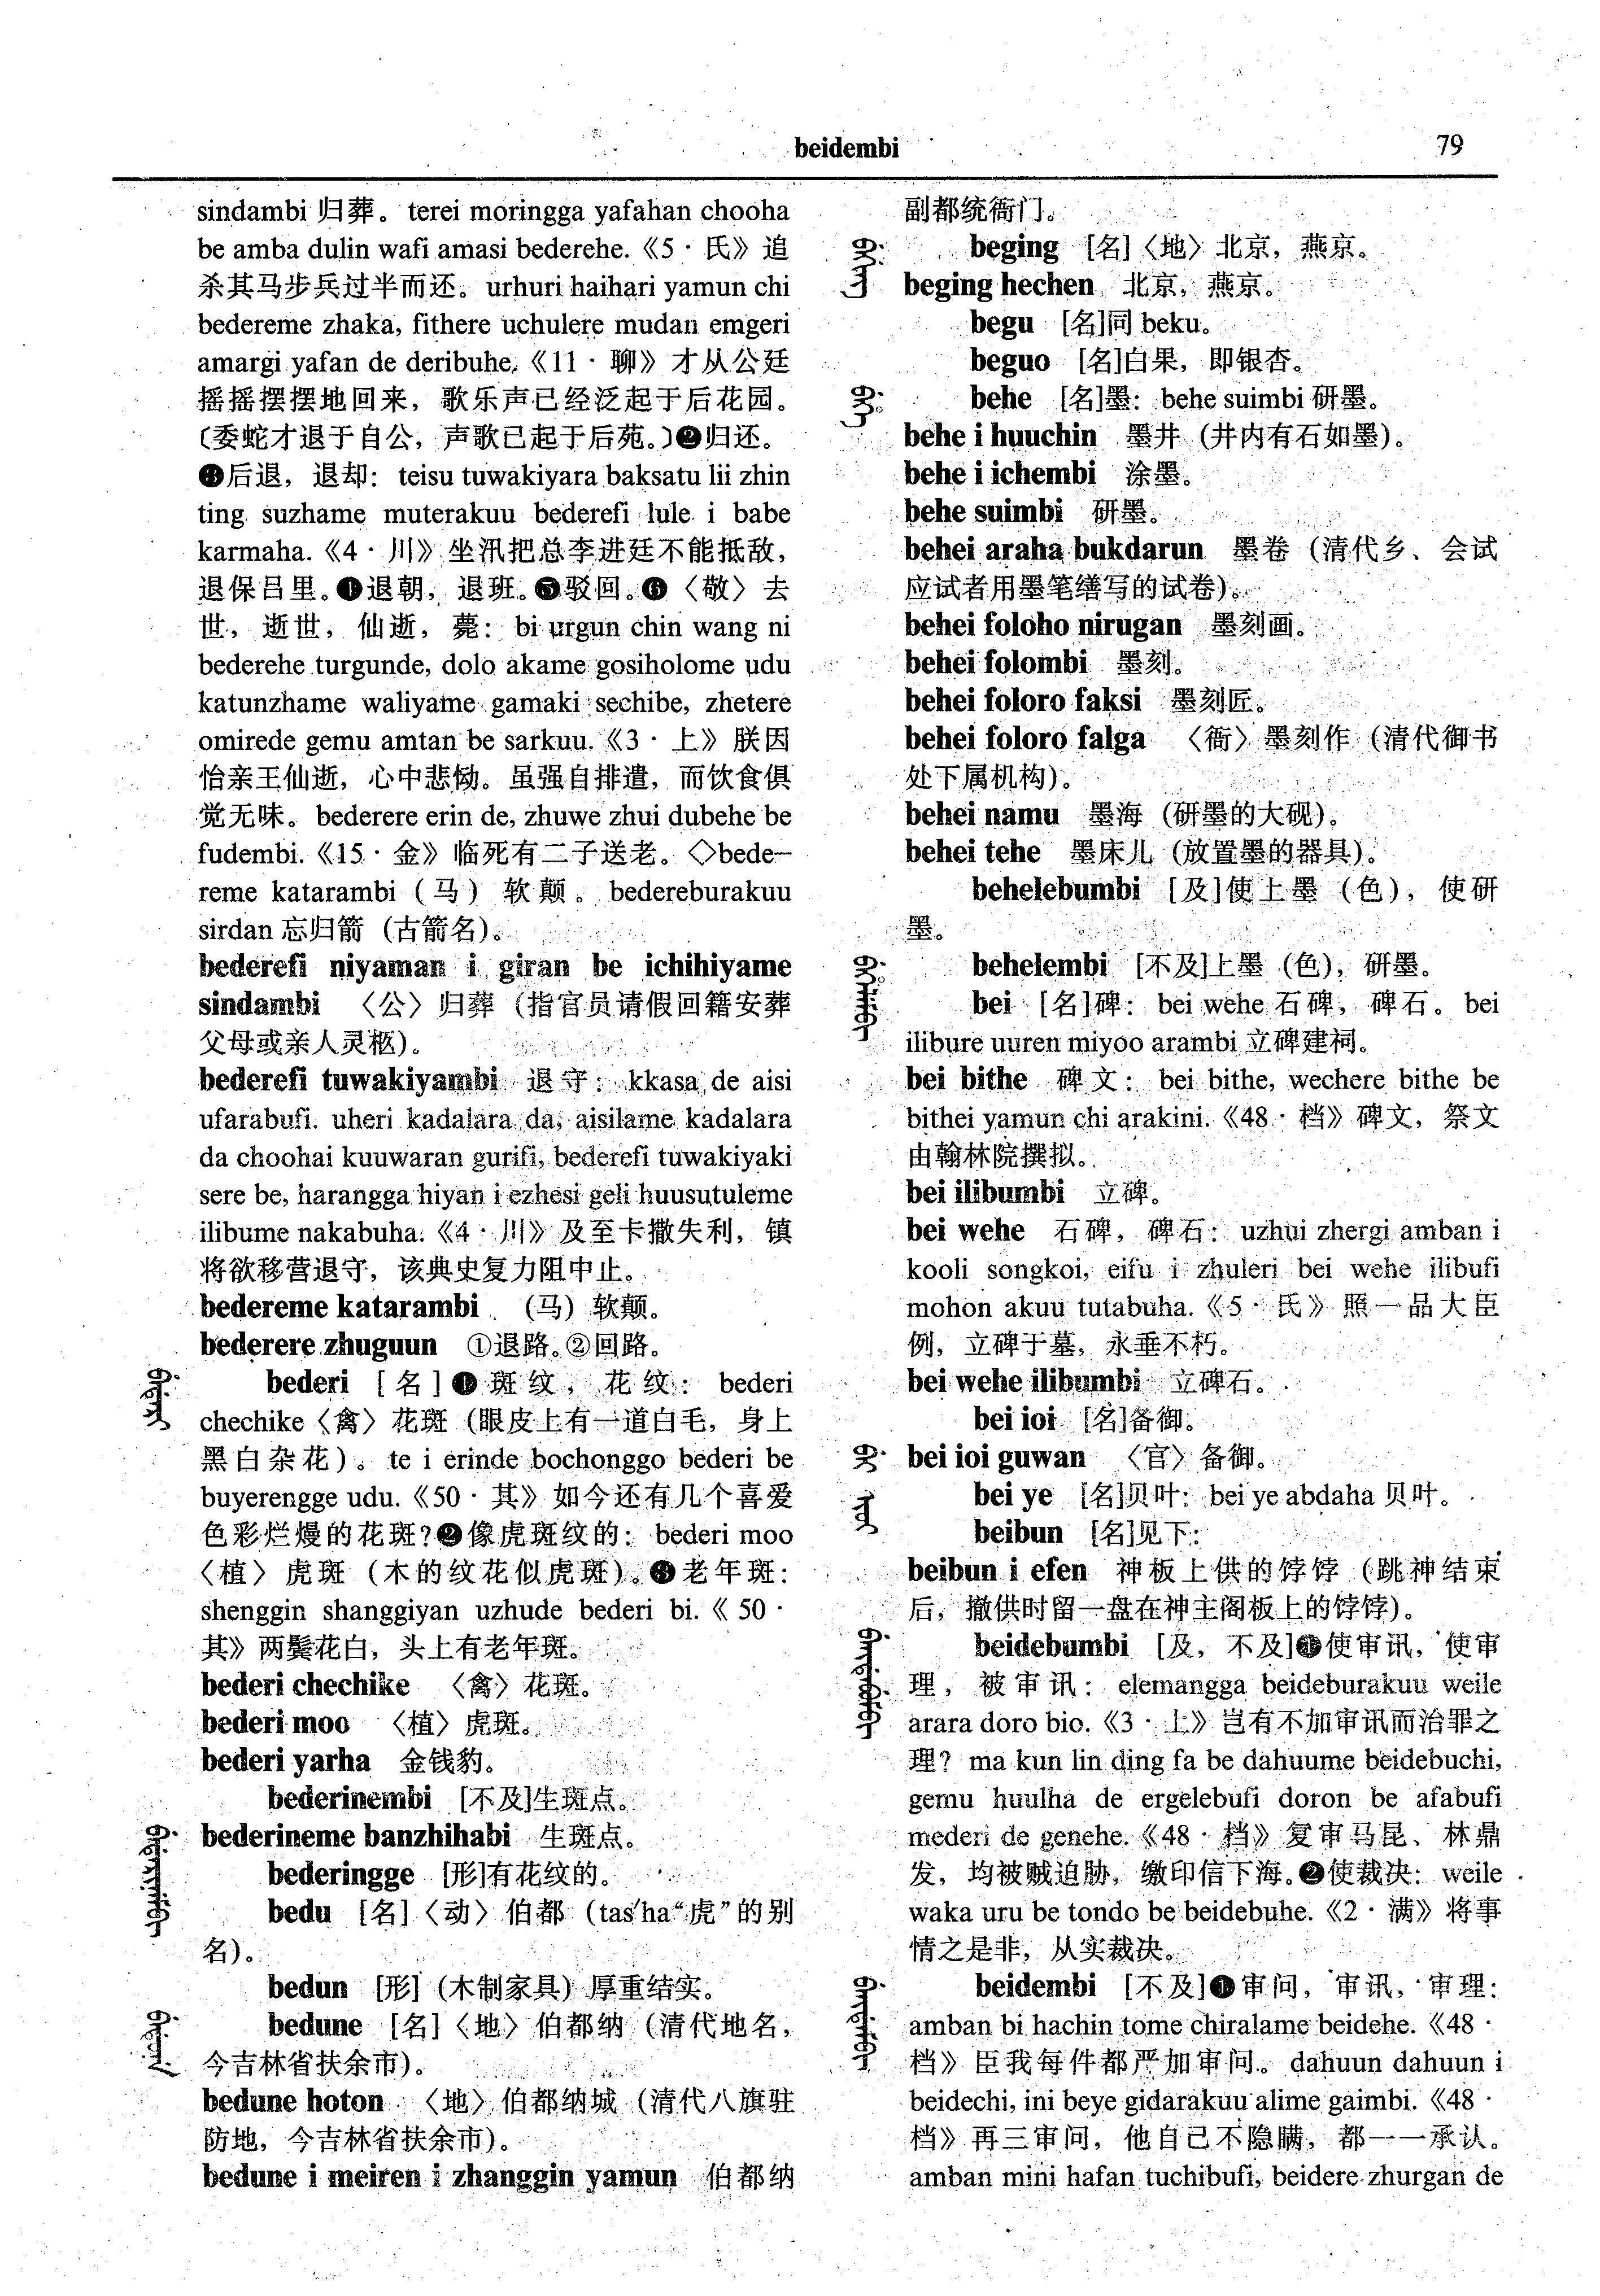 beidembi
79
sindambi 归葬。terei moringga yafahan chooha
be amba dulin wafi amasi bederehe.《5·氏》追
杀其马步兵过半而还。urhuri haihari yamun chi
bedereme zhaka, fithere uchulere mudan emgeri
amargi yafan de deribuhe.《11·聊》才从公廷
摇摇摆摆地回来，歌乐声已经泛起于后花园。
（委蛇才退于自公，声歌已起于后苑。）❷归还。
❸后退，退却：teisu tuwakiyara baksatu lii zhin
ting suzhame muterakuu bederefi lule i babe
karmaha.《4·川》坐汛把总李进廷不能抵敌，
退保吕里。❹退朝，退班。❺驳回。❻〈敬〉去
世，逝世，仙逝，薨：bi urgun chin wang ni
bederehe turgunde, dolo akame gosiholome udu
katunzhame waliyame gamaki sechibe, zhetere
omirede gemu amtan be sarkuu.《3·上》朕因
怡亲王仙逝，心中悲恸。虽强自排遣，而饮食俱
觉无味。bederere erin de, zhuwe zhui dubehe be
fudembi.《15·金》临死有二子送老。◇bede-
reme katarambi（马）软颠。bedereburakuu
sirdan 忘归箭（古箭名）。
bederefi niyaman i giran be ichihiyame
sindambi 〈公〉归葬（指官员请假回籍安葬
父母或亲人灵柩）。
bederefi tuwakiyambi 退守：kkasa de aisi
ufarabufi. uheri kadalara da, aisilame kadalara
da choohai kuuwaran gurifi, bederefi tuwakiyaki
sere be, harangga hiyan i ezhesi geli huusutuleme
ilibume nakabuha.《4·川》及至卡撒失利，镇
将欲移营退守，该典史复力阻中止。
bedereme katarambi （马）软颠。
bederere zhuguun ①退路。②回路。
bederi [名]❶斑纹，花纹：bederi
chechike〈禽〉花斑（眼皮上有一道白毛，身上
黑白杂花）。te i erinde bochonggo bederi be
buyerengge udu.《50·其》如今还有几个喜爱
色彩烂熳的花斑？❷像虎斑纹的：bederi moo
〈植〉虎斑（木的纹花似虎斑）。❸老年斑：
shenggin shanggiyan uzhude bederi bi.《50·
其》两鬓花白，头上有老年斑。
bederi chechike 〈禽〉花斑。
bederi moo 〈植〉虎斑。
bederi yarha 金钱豹。
bederinembi [不及]生斑点。
bederineme banzhihabi 生斑点。
bederingge [形]有花纹的。
bedu [名]〈动〉伯都（tas'ha“虎”的别
名）。
bedun [形]（木制家具）厚重结实。
bedune [名]〈地〉伯都纳（清代地名，
今吉林省扶余市）。
bedune hoton 〈地〉伯都纳城（清代八旗驻
防地，今吉林省扶余市）。
bedune i meiren i zhanggin yamun 伯都纳
副都统衙门。
beging [名]〈地〉北京，燕京。
beging hechen 北京，燕京。
begu [名]同 beku。
beguo [名]白果，即银杏。
behe [名]墨：behe suimbi 研墨。
behe i huuchin 墨井（井内有石如墨）。
behe i ichembi 涂墨。
behe suimbi 研墨。
behei araha bukdarun 墨卷（清代乡、会试
应试者用墨笔缮写的试卷）。
behei foloho nirugan 墨刻画。
behei folombi 墨刻。
behei foloro faksi 墨刻匠。
behei foloro falga 〈衙〉墨刻作（清代御书
处下属机构）。
behei namu 墨海（研墨的大砚）。
behei tehe 墨床儿（放置墨的器具）。
behelebumbi [及]使上墨（色），使研
墨。
behelembi [不及]上墨（色），研墨。
bei [名]碑：bei wehe 石碑，碑石。bei
ilibure uuren miyoo arambi 立碑建祠。
bei bithe 碑文：bei bithe, wechere bithe be
bithei yamun chi arakini.《48·档》碑文，祭文
由翰林院撰拟。
bei ilibumbi 立碑。
bei wehe 石碑，碑石：uzhui zhergi amban i
kooli songkoi, eifu i zhuleri bei wehe ilibufi
mohon akuu tutabuha.《5·氏》照一品大臣
例，立碑于墓，永垂不朽。
bei wehe ilibumbi 立碑石。
bei ioi [名]备御。
bei ioi guwan 〈官〉备御。
bei ye [名]贝叶：bei ye abdaha 贝叶。
beibun [名]见下：
beibun i efen 神板上供的饽饽（跳神结束
后，撤供时留一盘在神主阁板上的饽饽）。
beidebumbi [及，不及]❶使审讯，使审
理，被审讯：elemangga beideburakuu weile
arara doro bio.《3·上》岂有不加审讯而治罪之
理？ma kun lin ding fa be dahuume beidebuchi,
gemu huulha de ergelebufi doron be afabufi
mederi de genehe.《48·档》复审马昆、林鼎
发，均被贼迫胁，缴印信下海。❷使裁决：weile
waka uru be tondo be beidebuhe.《2·满》将事
情之是非，从实裁决。
beidembi [不及]❶审问，审讯，审理：
amban bi hachin tome chiralame beidehe.《48·
档》臣我每件都严加审问。dahuun dahuun i
beidechi, ini beye gidarakuu alime gaimbi.《48·
档》再三审问，他自己不隐瞒，都一一承认。
amban mini hafan tuchibufi, beidere zhurgan de